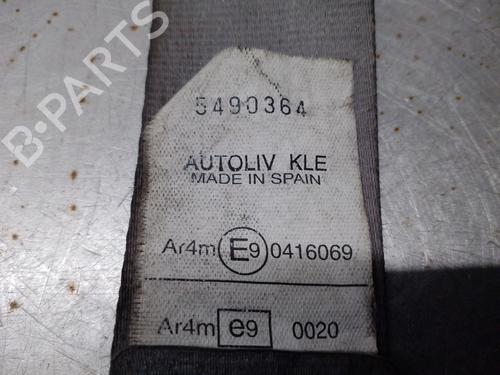 B-PARTS
5490364
AUTOLIV KLE
MADE IN SPAIN
Ar4m E9 0416069
Ar4m e9 0020